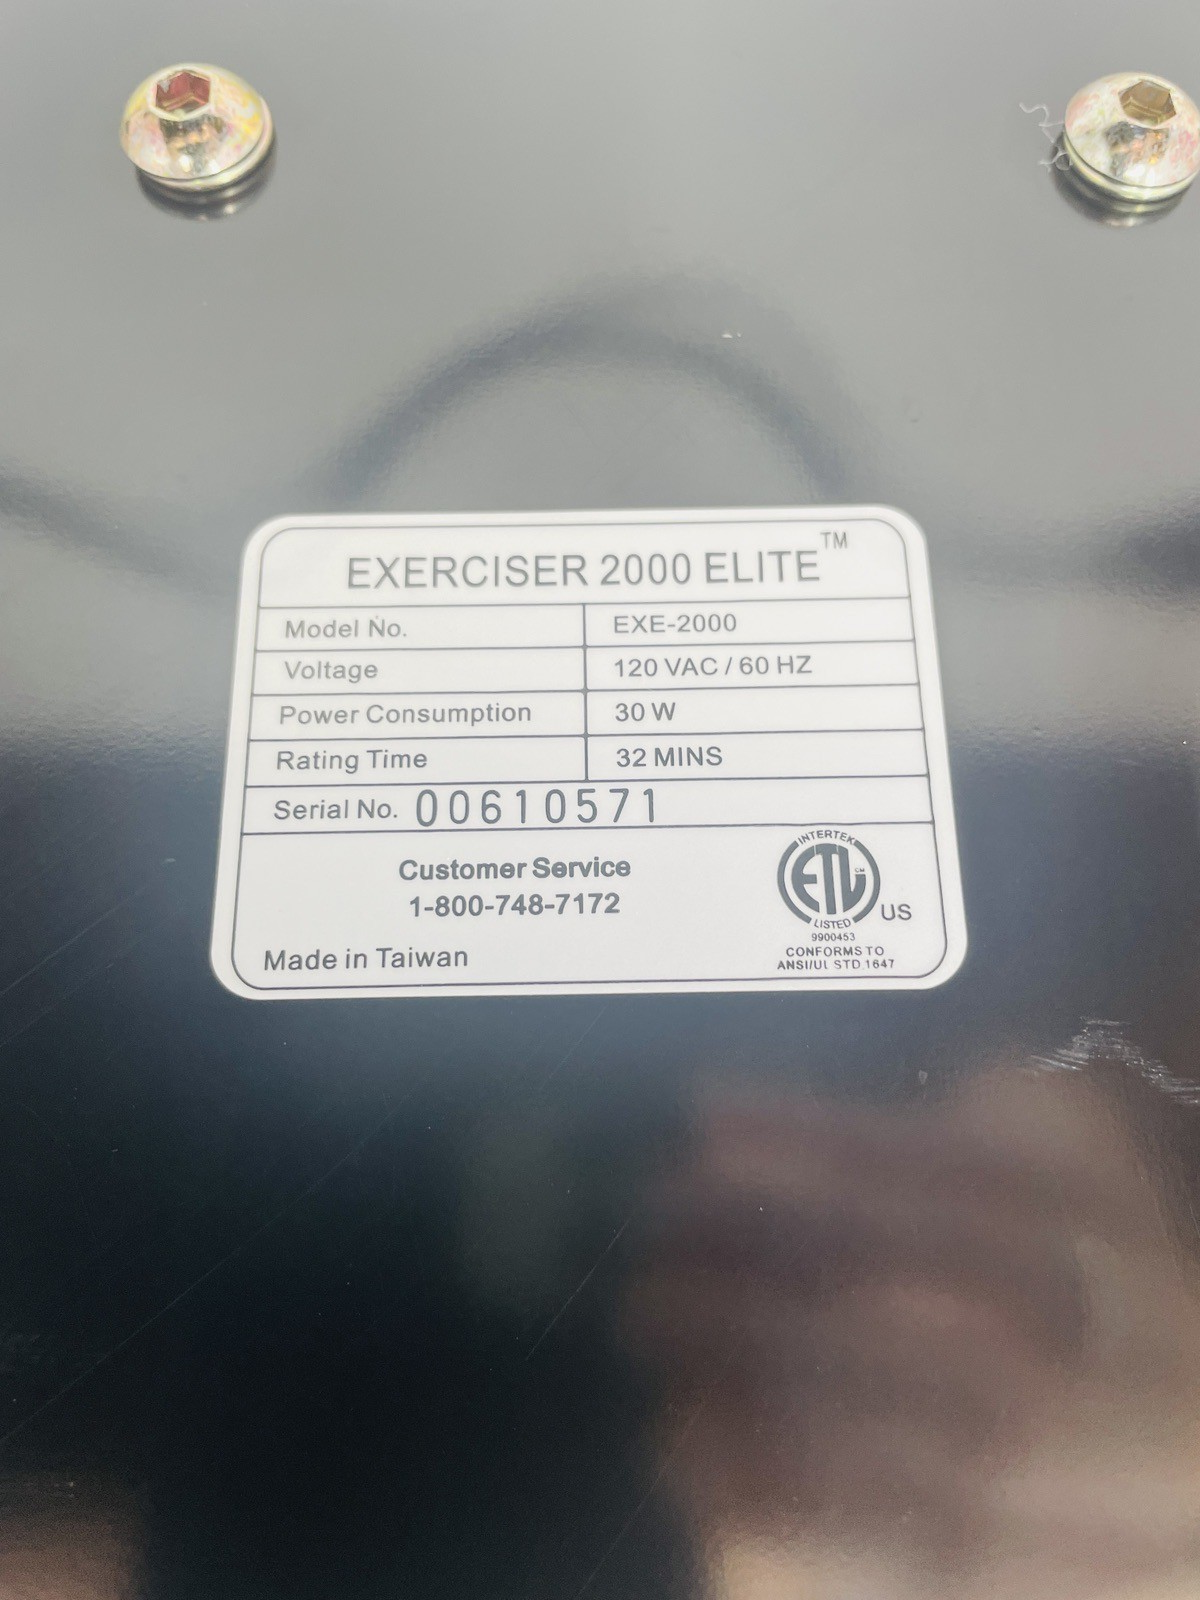 EXERCISER 2000 ELITE™
Model No. EXE-2000
Voltage 120 VAC / 60 HZ
Power Consumption 30 W
Rating Time 32 MINS
Serial No. 00610571
Customer Service
1-800-748-7172
Made in Taiwan
INTERTEK
ETL CM
LISTED
US
9900453
CONFORMS TO
ANSI/UL STD.1647